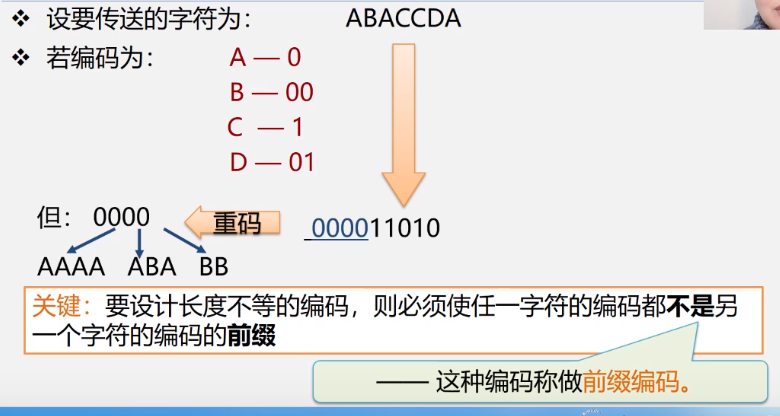 ❖ 设要传送的字符为： ABACCDA
❖ 若编码为： A — 0
B — 00
C — 1
D — 01
但： 0000 重码 000011010
AAAA ABA BB
关键：要设计长度不等的编码，则必须使任一字符的编码都不是另
一个字符的编码的前缀
—— 这种编码称做前缀编码。